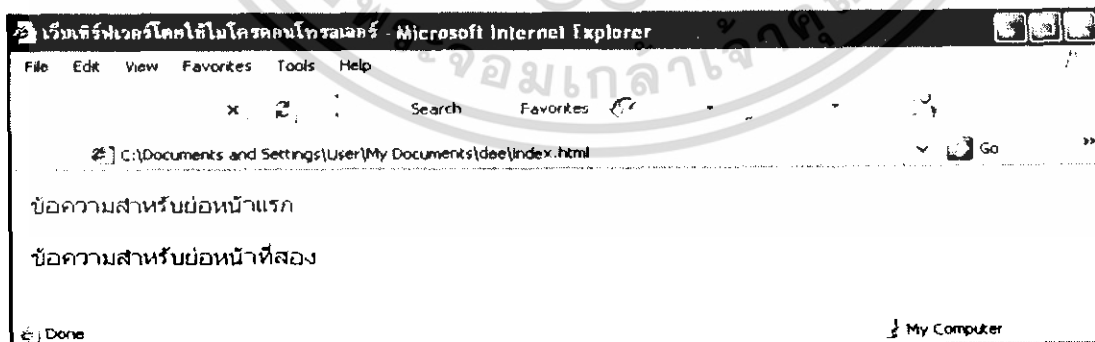 เว็บเซิร์ฟเวอร์โดยใช้ไมโครคอนโทรลเลอร์ - Microsoft Internet Explorer
File Edit View Favorites Tools Help
Search Favorites
C:\Documents and Settings\User\My Documents\dee\index.html Go
ข้อความสำหรับย่อหน้าแรก
ข้อความสำหรับย่อหน้าที่สอง
Done My Computer